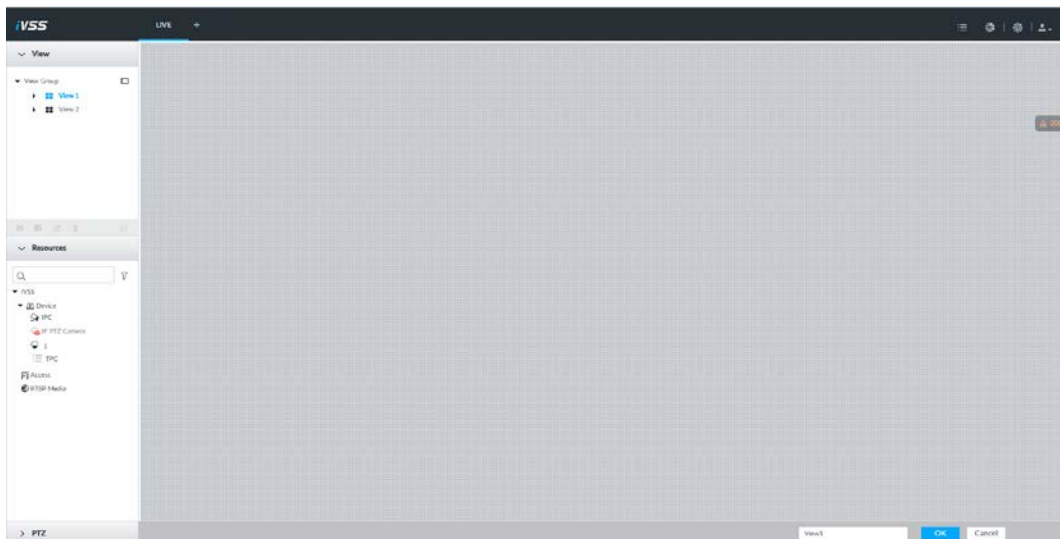 iVSS
LIVE +
View
View Group
View 1
View 2
Resources
iVSS
Device
IPC
IP PTZ Camera
1
TPC
Access
RTSP Media
PTZ
View3
OK
Cancel